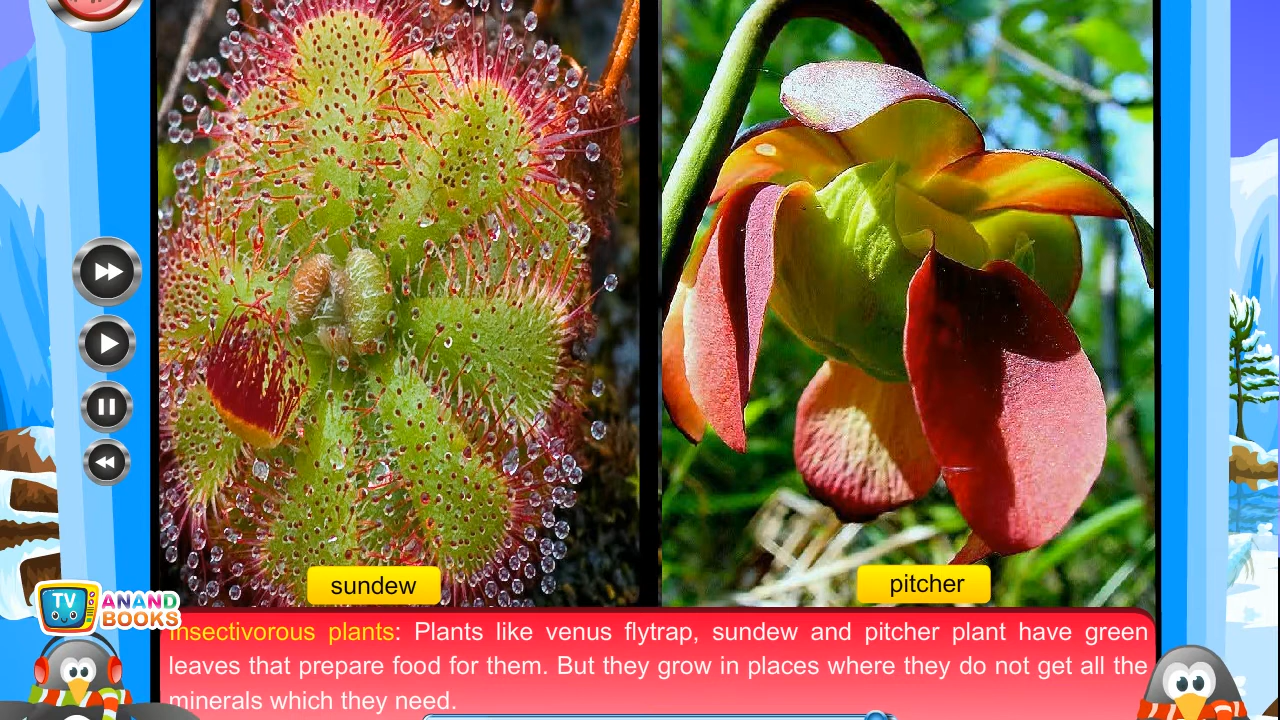 sundew
pitcher
TV
ANAND
BOOKS
Insectivorous plants: Plants like venus flytrap, sundew and pitcher plant have green
leaves that prepare food for them. But they grow in places where they do not get all the
minerals which they need.